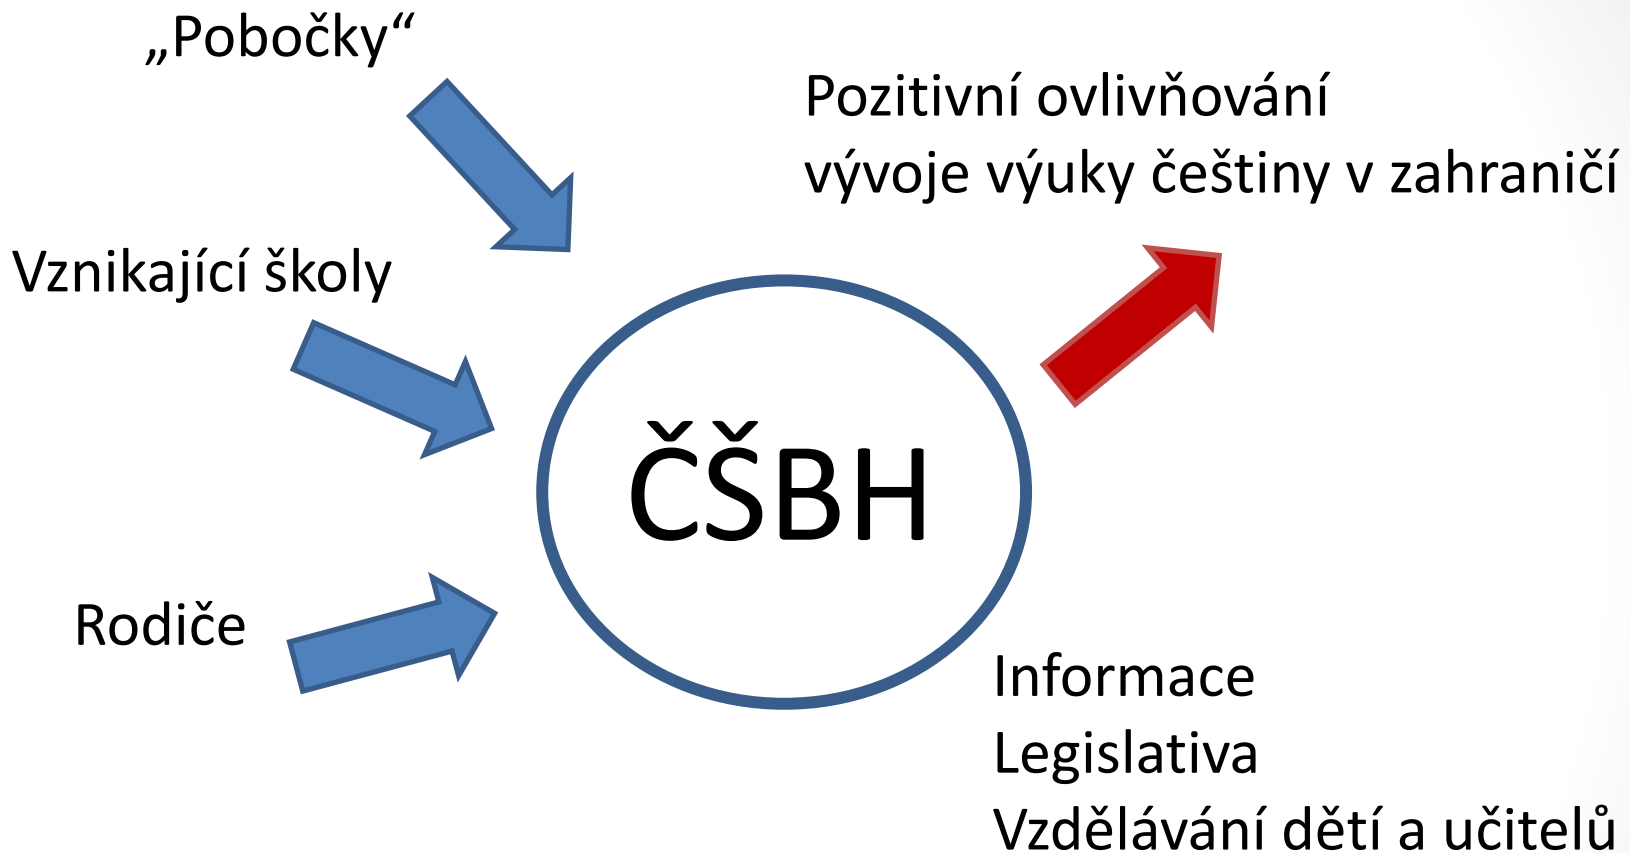 „Pobočky“
Pozitivní ovlivňování
vývoje výuky češtiny v zahraničí
Vznikající školy
ČŠBH
Rodiče
Informace
Legislativa
Vzdělávání dětí a učitelů